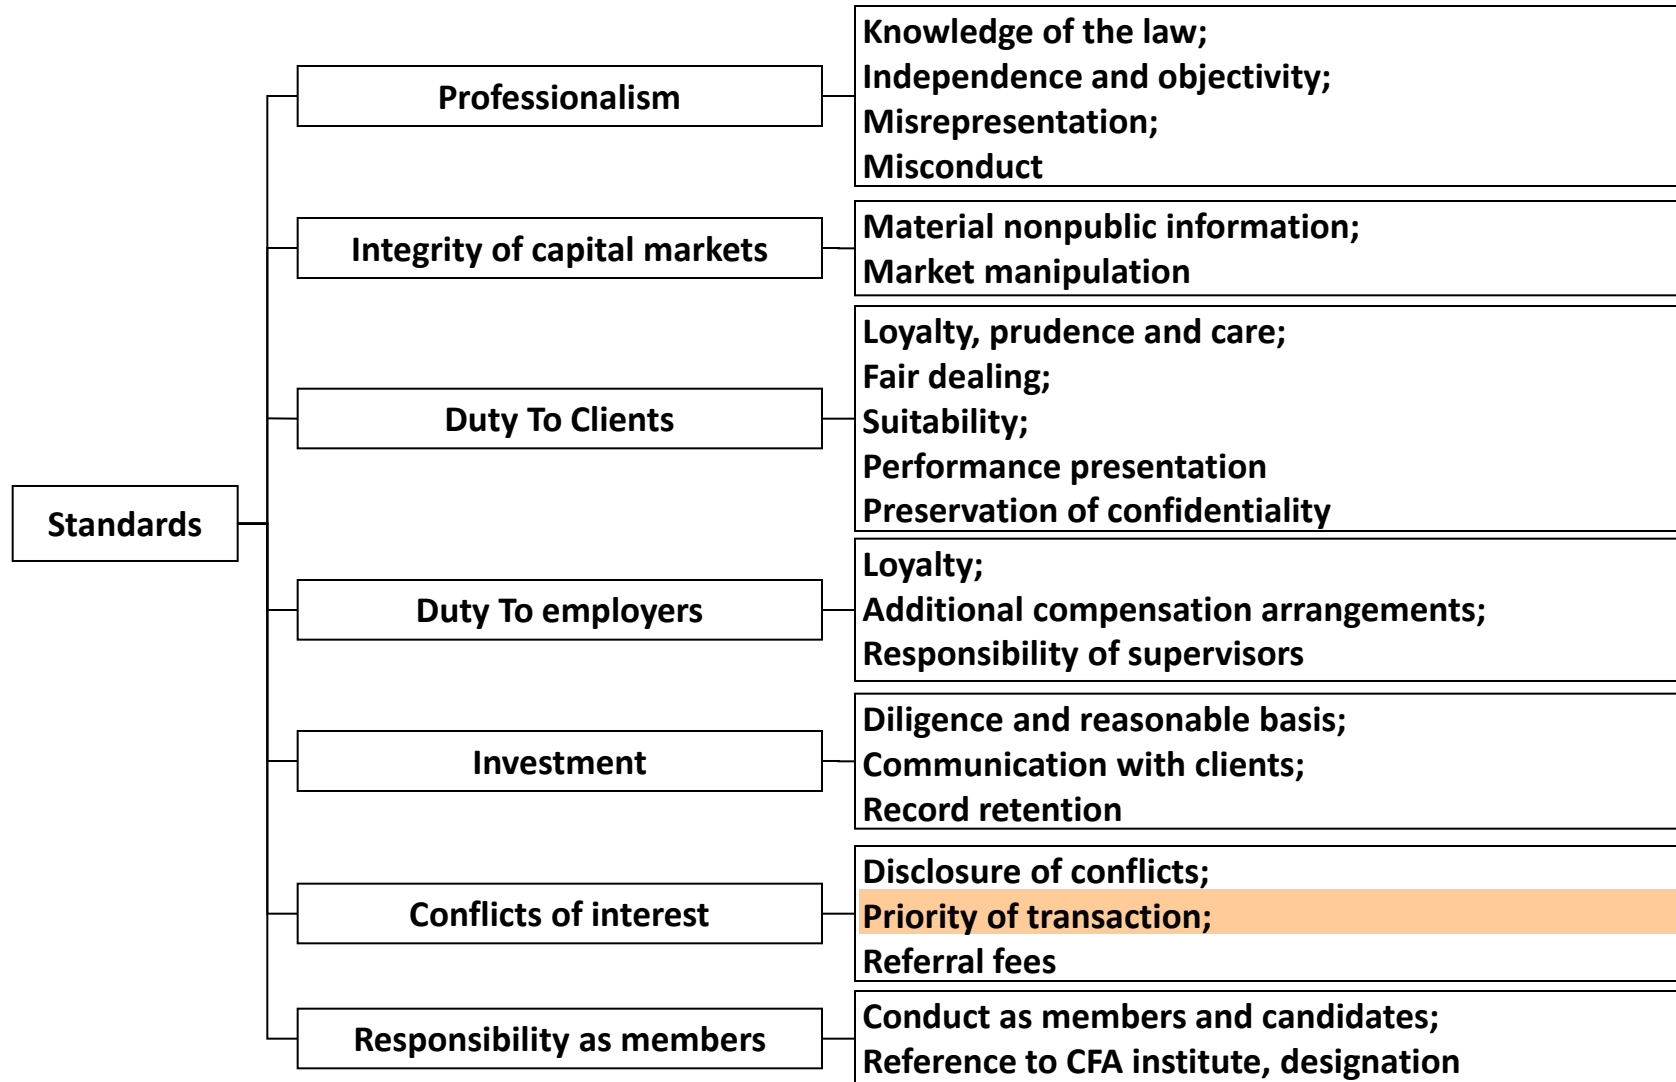 Standards
Professionalism
Knowledge of the law;
Independence and objectivity;
Misrepresentation;
Misconduct
Integrity of capital markets
Material nonpublic information;
Market manipulation
Duty To Clients
Loyalty, prudence and care;
Fair dealing;
Suitability;
Performance presentation
Preservation of confidentiality
Duty To employers
Loyalty;
Additional compensation arrangements;
Responsibility of supervisors
Investment
Diligence and reasonable basis;
Communication with clients;
Record retention
Conflicts of interest
Disclosure of conflicts;
Priority of transaction;
Referral fees
Responsibility as members
Conduct as members and candidates;
Reference to CFA institute, designation